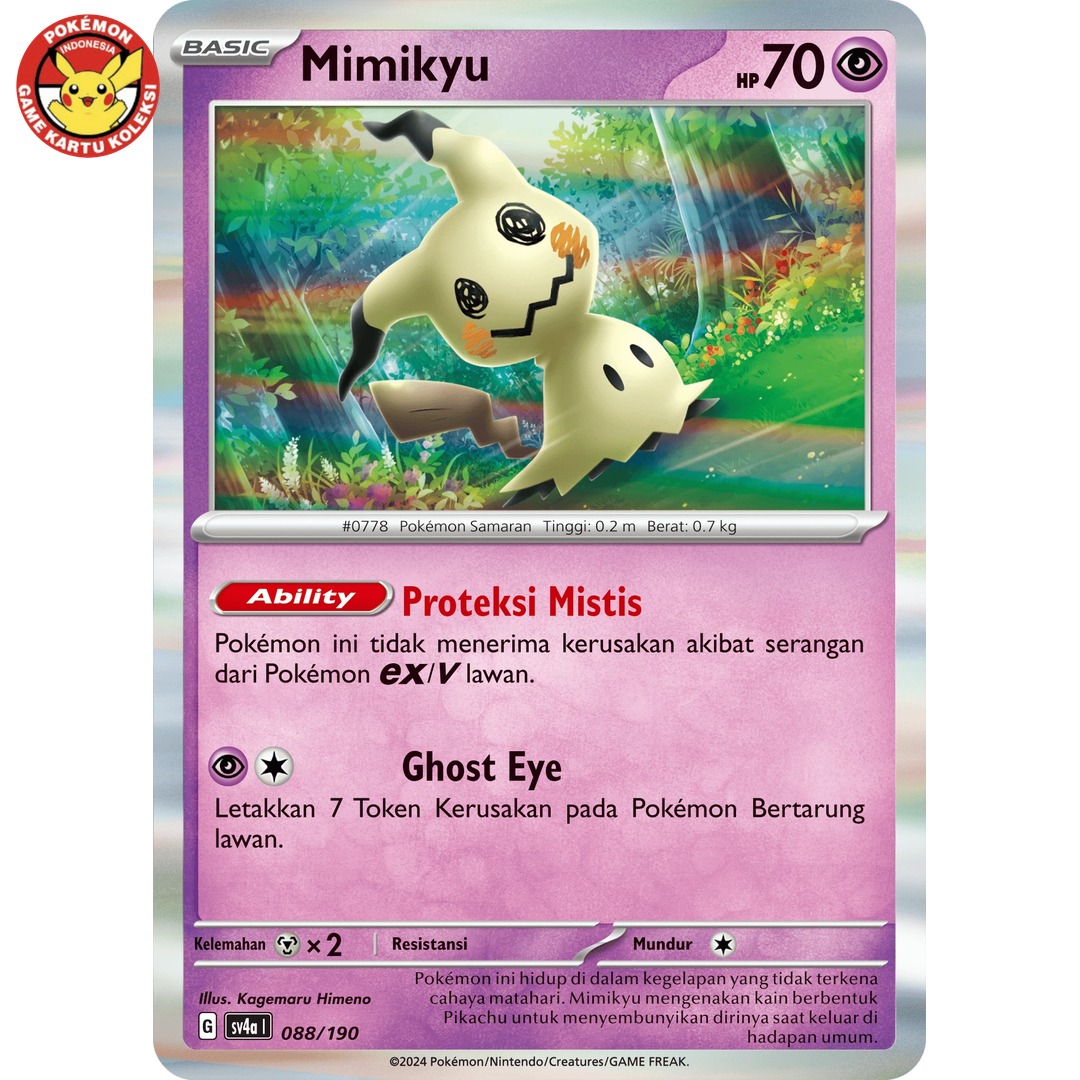 POKÉMON
INDONESIA
GAME KARTU KOLEKSI
BASIC
Mimikyu
HP70
#0778 Pokémon Samaran Tinggi: 0.2 m Berat: 0.7 kg
Ability Proteksi Mistis
Pokémon ini tidak menerima kerusakan akibat serangan
dari Pokémon ex/V lawan.
Ghost Eye
Letakkan 7 Token Kerusakan pada Pokémon Bertarung
lawan.
Kelemahan ×2 Resistansi Mundur
Pokémon ini hidup di dalam kegelapan yang tidak terkena
cahaya matahari. Mimikyu mengenakan kain berbentuk
Pikachu untuk menyembunyikan dirinya saat keluar di
hadapan umum.
Illus. Kagemaru Himeno
G sv4a I 088/190
©2024 Pokémon/Nintendo/Creatures/GAME FREAK.